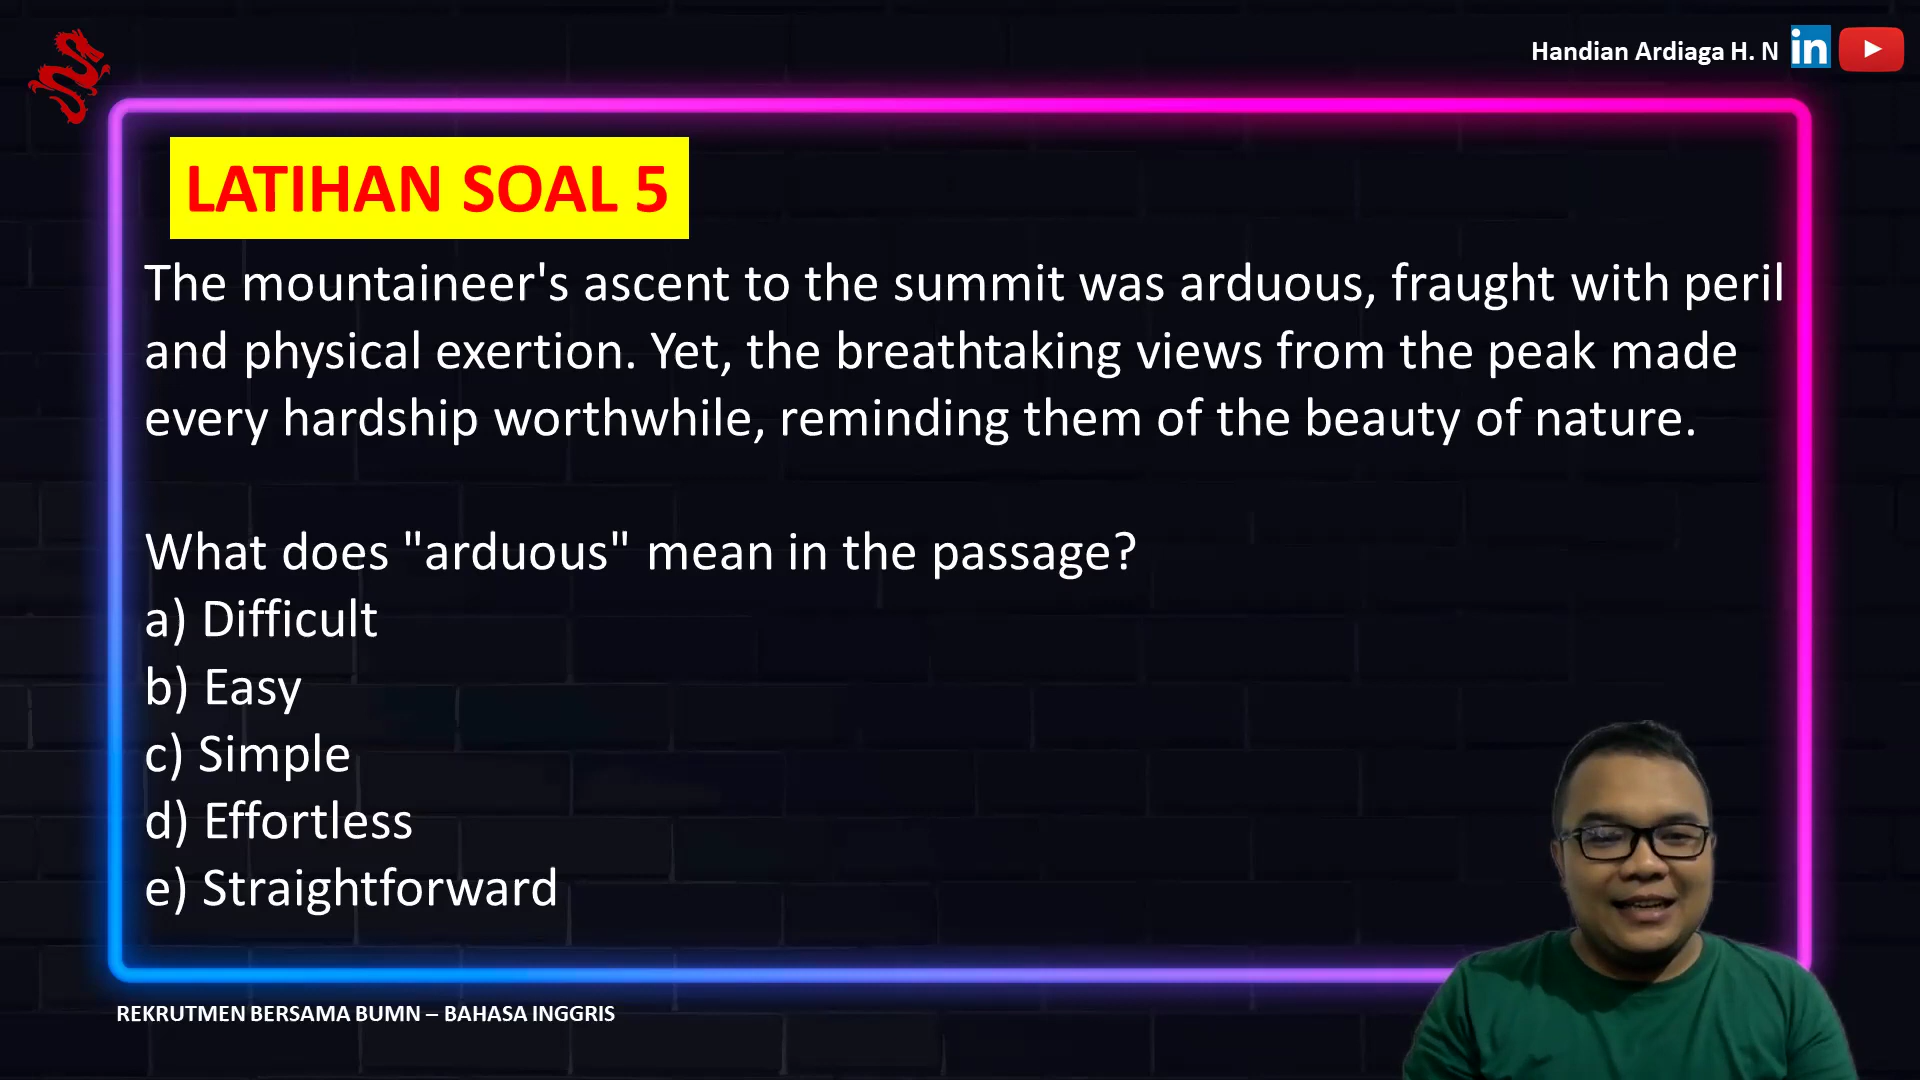 Handian Ardiaga H. N
in
LATIHAN SOAL 5
The mountaineer's ascent to the summit was arduous, fraught with peril
and physical exertion. Yet, the breathtaking views from the peak made
every hardship worthwhile, reminding them of the beauty of nature.
What does "arduous" mean in the passage?
a) Difficult
b) Easy
c) Simple
d) Effortless
e) Straightforward
REKRUTMEN BERSAMA BUMN – BAHASA INGGRIS